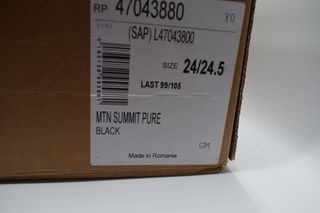 RP 47043880 Y0
(SAP) L47043800
SIZE 24/24.5
LAST 99/105
MTN SUMMIT PURE
BLACK
GM
Made in Romania